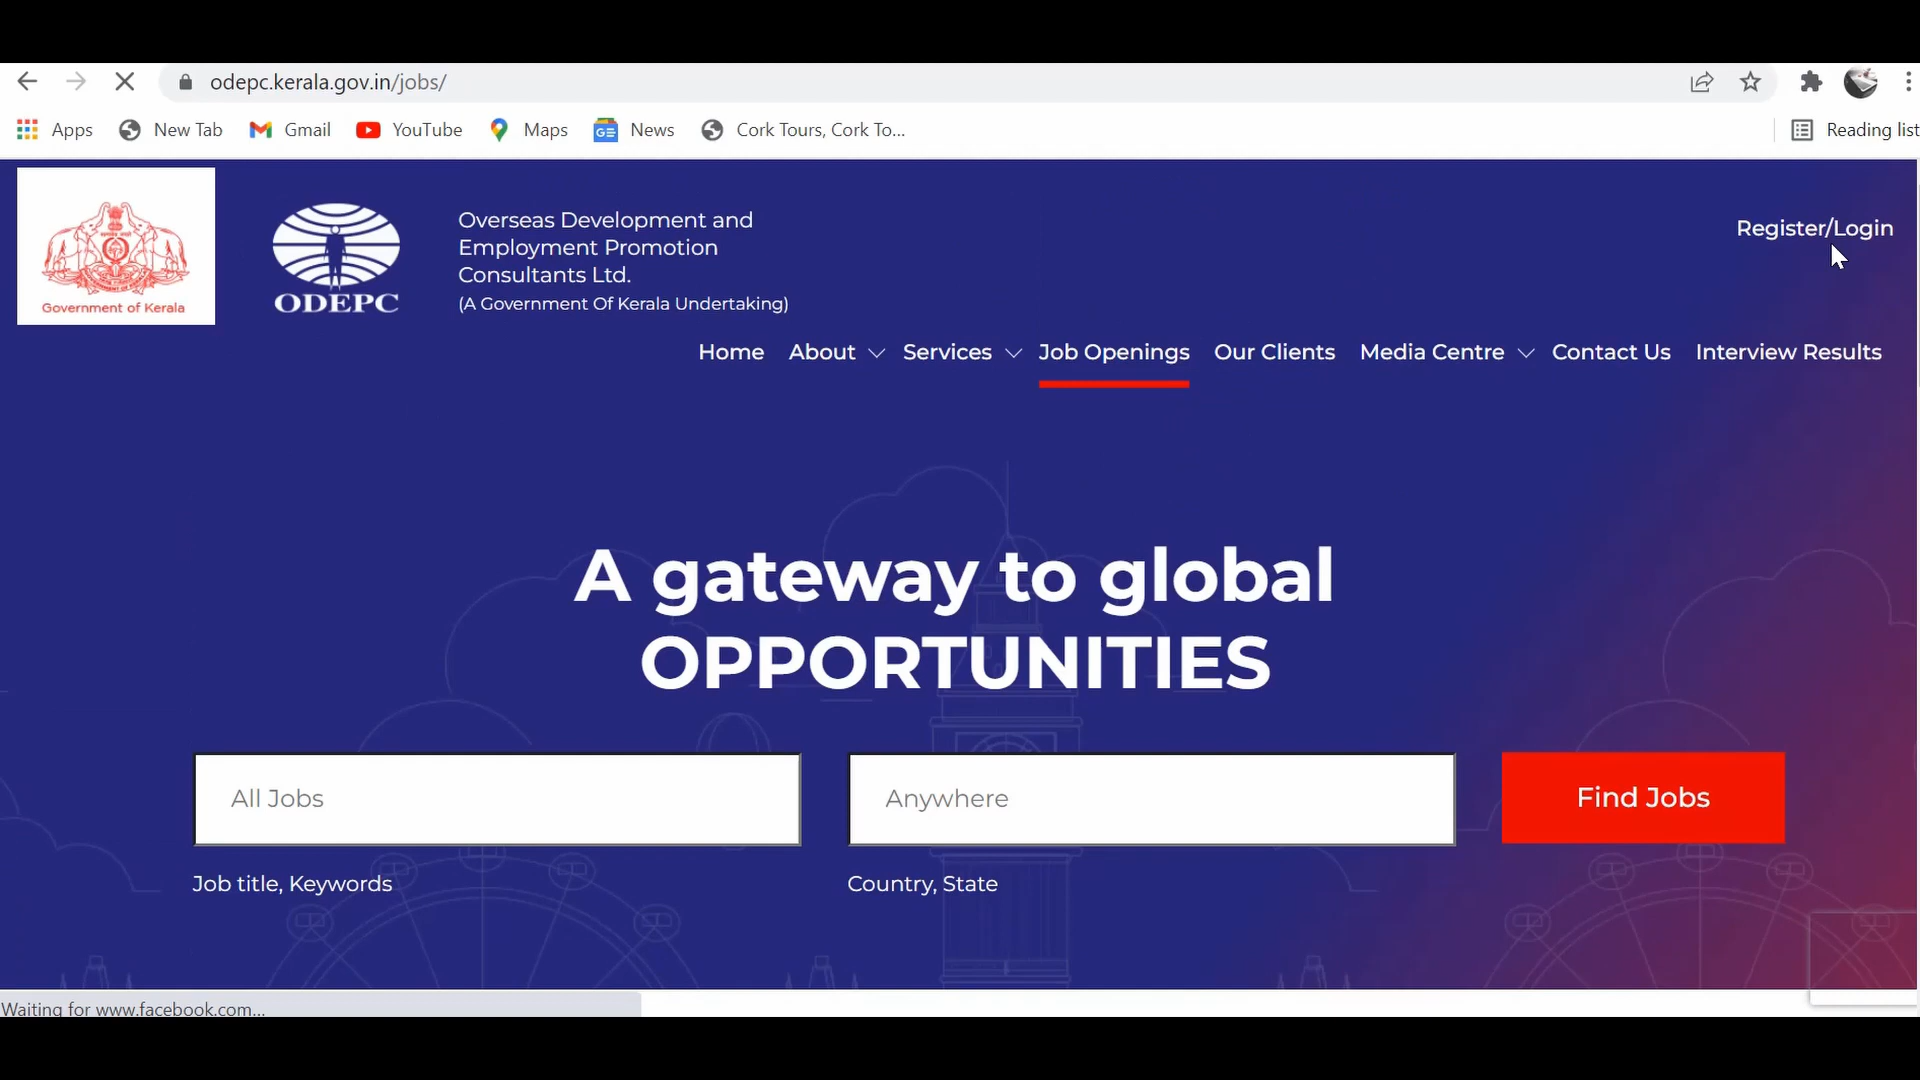 odepc.kerala.gov.in/jobs/
Apps New Tab Gmail YouTube Maps News Cork Tours, Cork To... Reading list
Government of Kerala
ODEPC
Overseas Development and
Employment Promotion
Consultants Ltd.
(A Government Of Kerala Undertaking)
Register/Login
Home About Services Job Openings Our Clients Media Centre Contact Us Interview Results
A gateway to global
OPPORTUNITIES
All Jobs Anywhere Find Jobs
Job title, Keywords Country, State
Waiting for www.facebook.com...